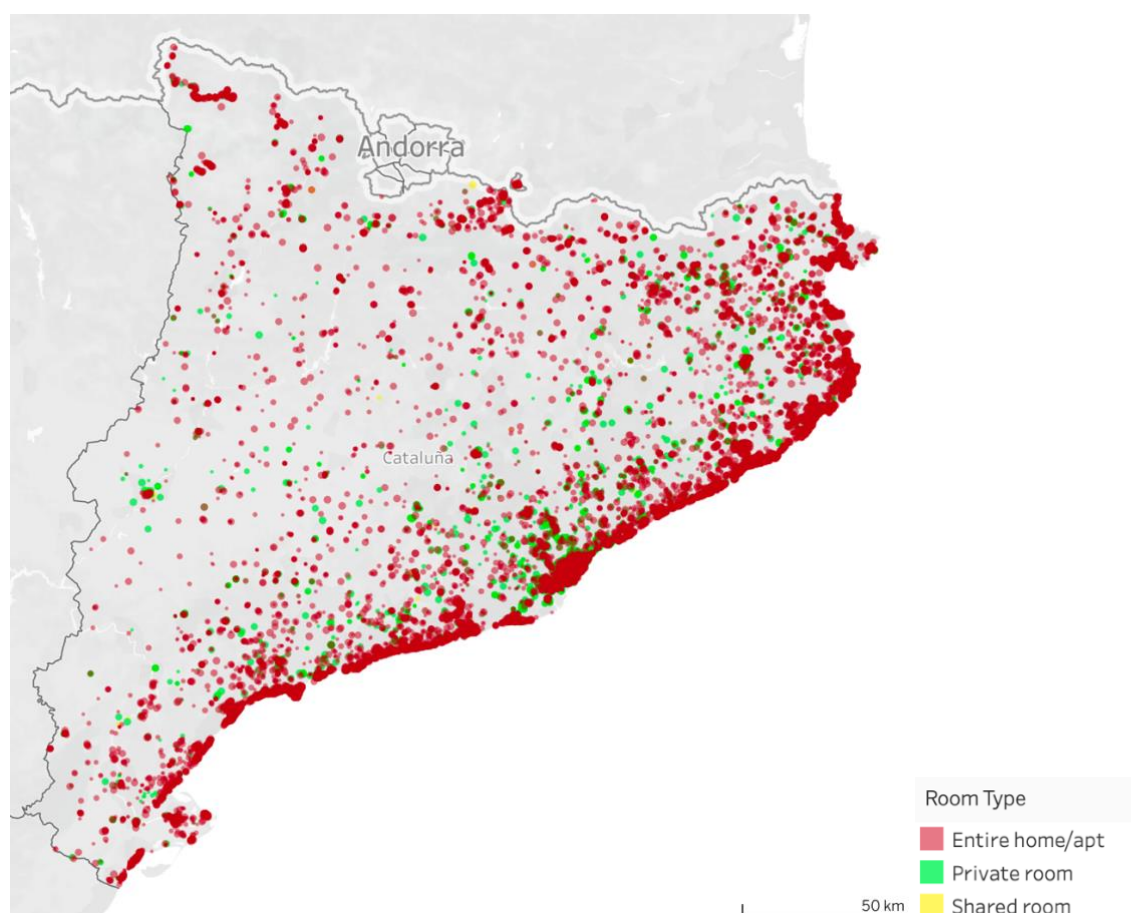 Andorra
Cataluña
Room Type
Entire home/apt
Private room
50 km
Shared room